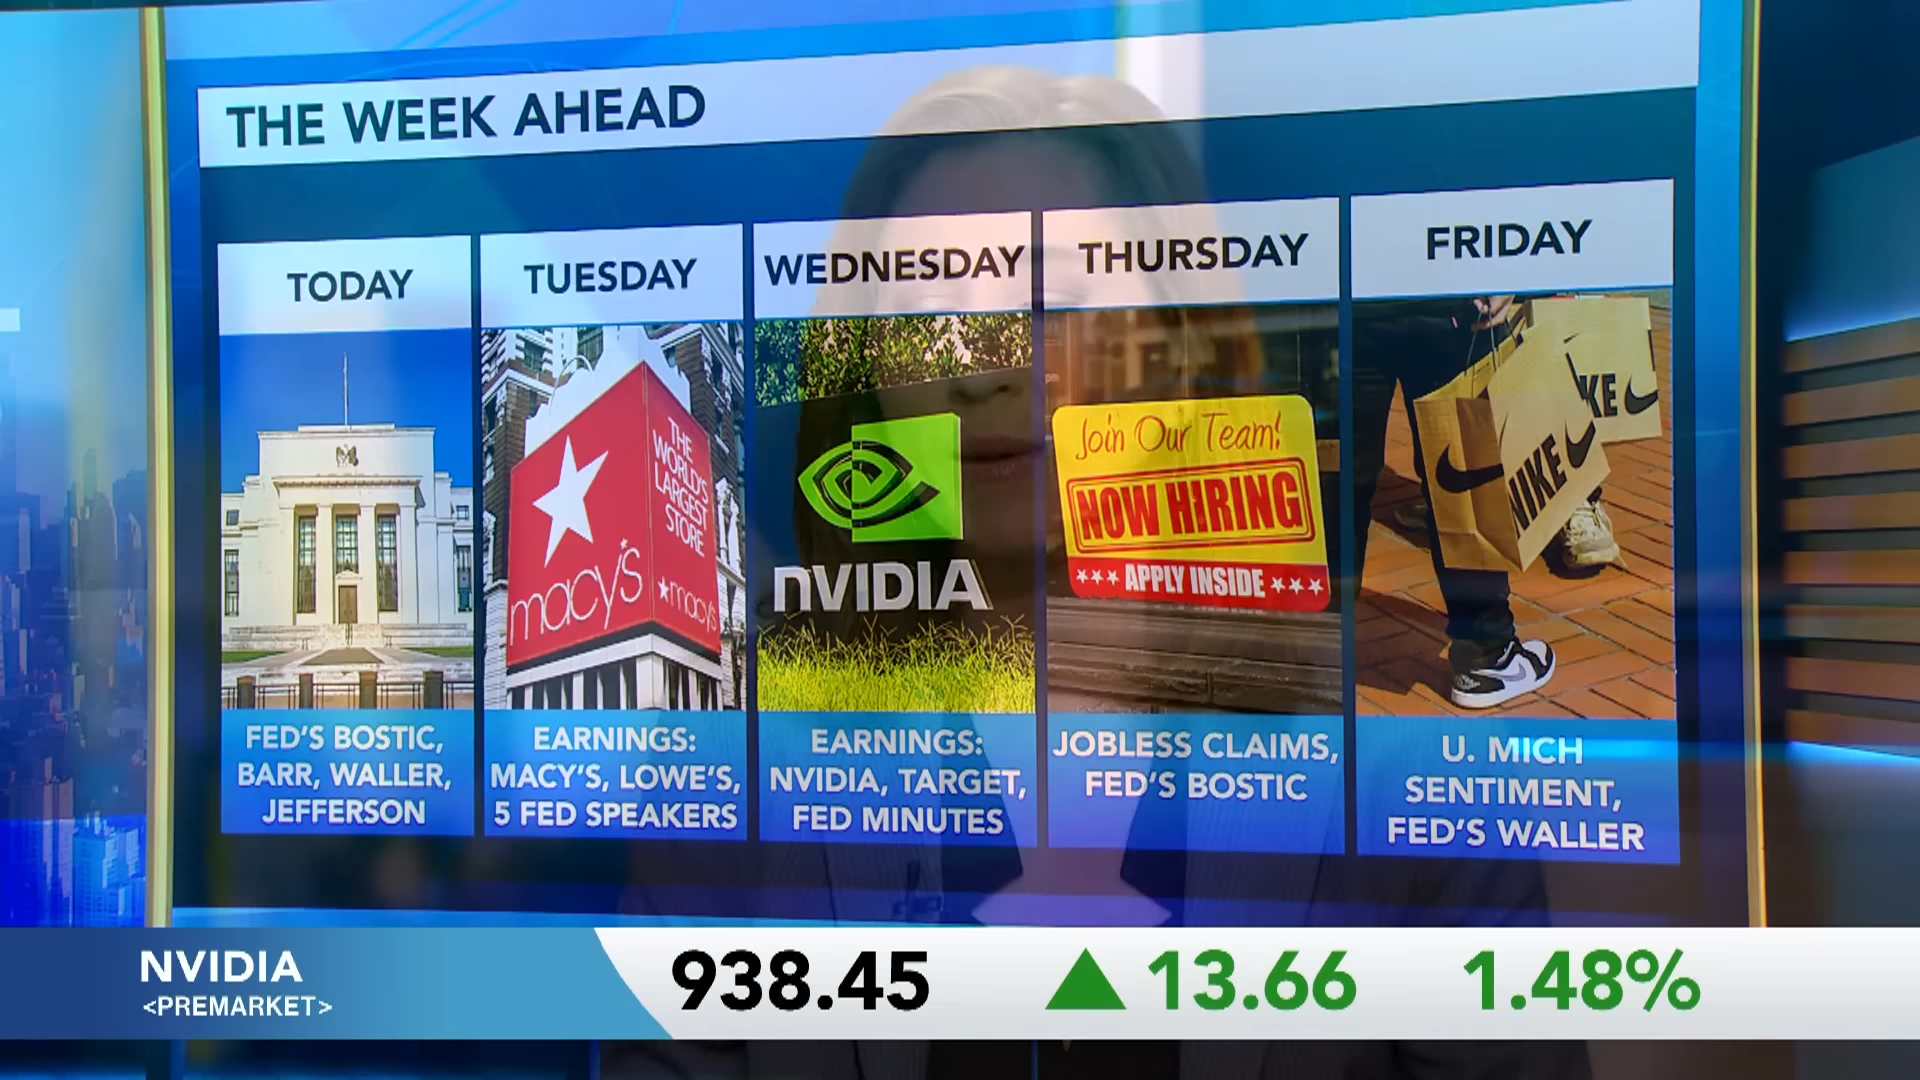 THE WEEK AHEAD
TODAY
FED'S BOSTIC,
BARR, WALLER,
JEFFERSON
TUESDAY
THE
WORLD'S
LARGEST
STORE
macy's
macy's
EARNINGS:
MACY'S, LOWE'S,
5 FED SPEAKERS
WEDNESDAY
NVIDIA
EARNINGS:
NVIDIA, TARGET,
FED MINUTES
THURSDAY
Join Our Team!
NOW HIRING
APPLY INSIDE
JOBLESS CLAIMS,
FED'S BOSTIC
FRIDAY
KE
NIKE
U. MICH
SENTIMENT,
FED'S WALLER
NVIDIA
<PREMARKET>
938.45 ▲ 13.66 1.48%